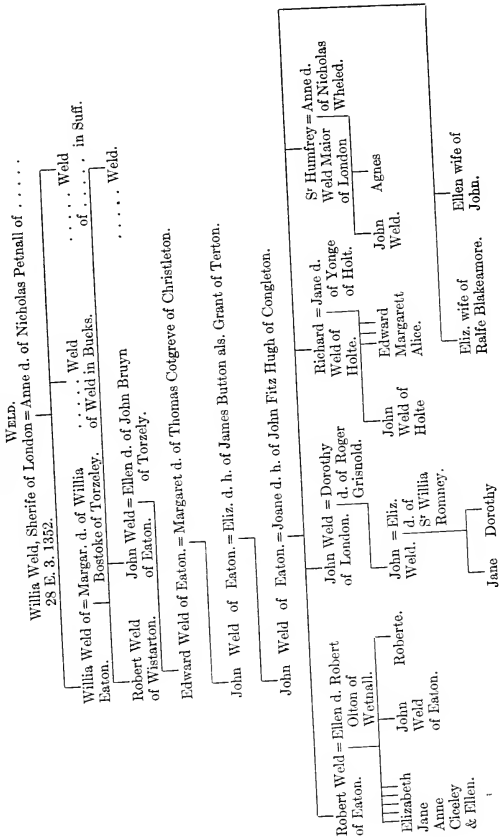 WELD.
Willia Weld, Sherife of London = Anne d. of Nicholas Petnall of . . . . .
28 E. 3. 1352.
Willia Weld of = Margar. d. of Willia
Eaton. Bostoke of Torzeley.
. . . . . . Weld
of Weld in Bucks.
. . . . . Weld
of . . . . . . in Suff.
Robert Weld
of Wistarton.
John Weld = Ellen d. of John Bruyn
of Eaton. of Torzely.
. . . . . Weld.
Edward Weld of Eaton. = Margaret d. of Thomas Cotgreve of Christleton.
John Weld of Eaton. = Eliz. d. h. of James Button als. Grant of Terton.
John Weld of Eaton. = Joane d. h. of John Fitz Hugh of Congleton.
Robert Weld = Ellen d. Robert
of Eaton. Olton of
Wetnall.
John Weld = Dorothy
of London. d. of Roger
Grisnold.
Richard = Jane d.
Weld of of Yonge
Holte. of Holt.
Sr Humfrey = Anne d.
Weld Maior of Nicholas
of London Wheled.
Elizabeth
Jane
Anne
Ciceley
& Ellen.
John
Weld
of Eaton.
Roberte.
John = Eliz.
Weld. d. of
Sr Willia
Romney.
John
Weld of
Holte
Edward
Margarett
Alice.
John
Weld.
Agnes
Jane
Dorothy
Eliz. wife of
Ralfe Blakeamore.
Ellen wife of
John.